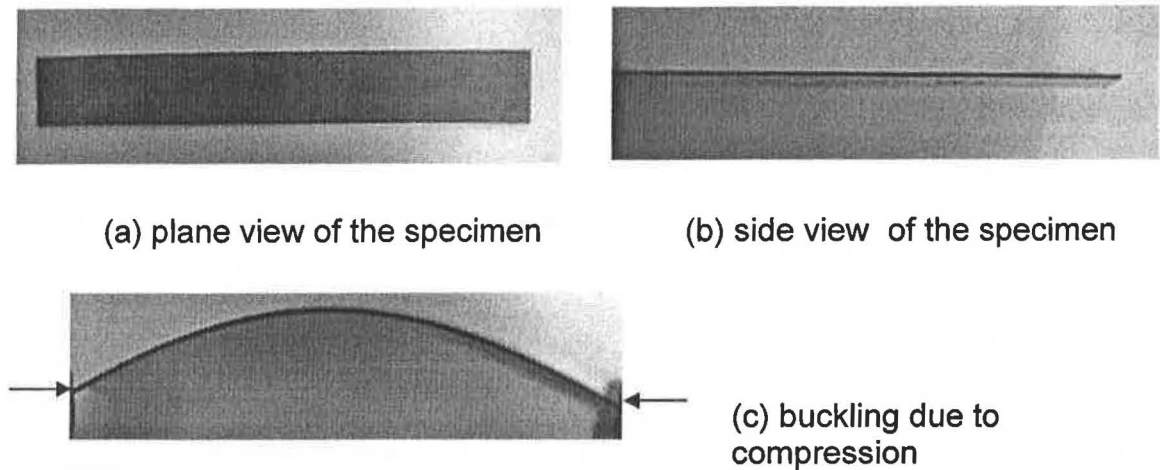 (a) plane view of the specimen
(b) side view of the specimen
(c) buckling due to
compression